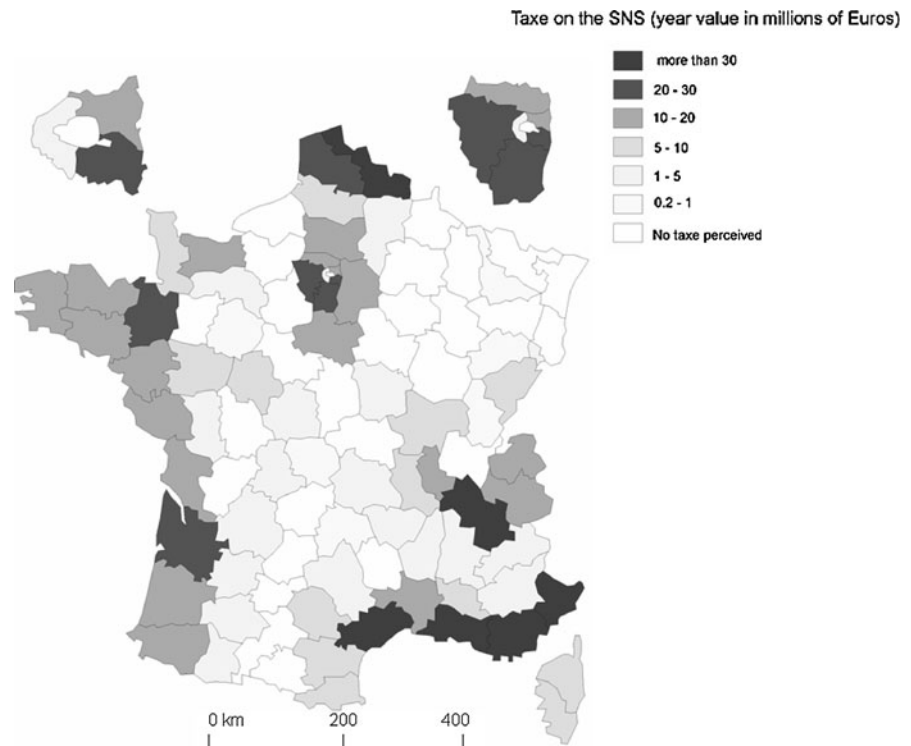 Taxe on the SNS (year value in millions of Euros)
more than 30
20 - 30
10 - 20
5 - 10
1 - 5
0.2 - 1
No taxe perceived
0 km 200 400